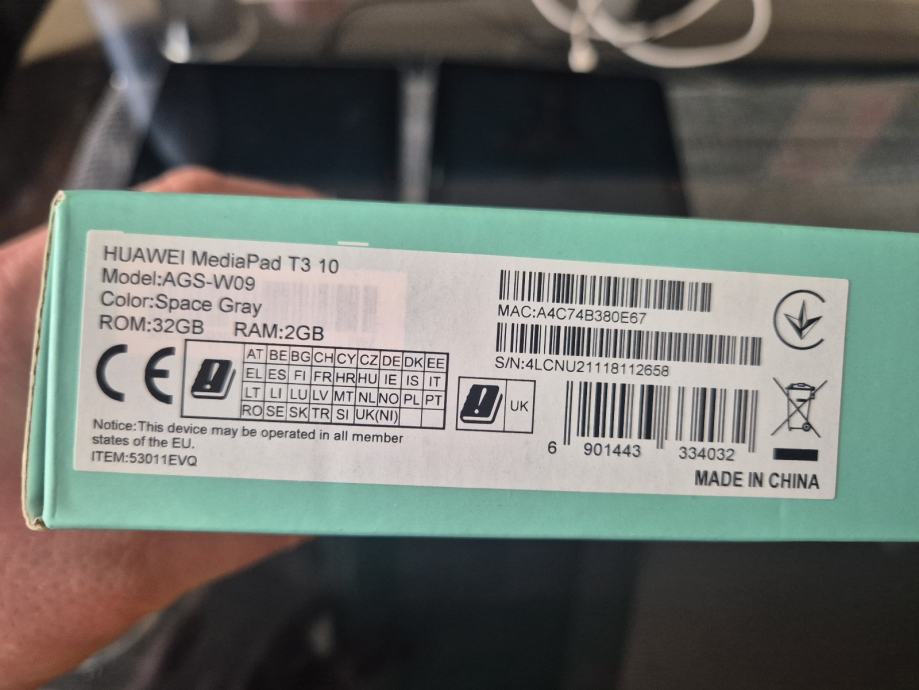 HUAWEI MediaPad T3 10
Model:AGS-W09
Color:Space Gray
ROM:32GB RAM:2GB
CE
AT BE BG CH CY CZ DE DK EE
EL ES FI FR HR HU IE IS IT
LT LI LU LV MT NL NO PL PT
RO SE SK TR SI UK(NI)
UK
Notice:This device may be operated in all member
states of the EU.
ITEM:53011EVQ
MAC:A4C74B380E67
S/N:4LCNU21118112658
6 901443 334032
MADE IN CHINA